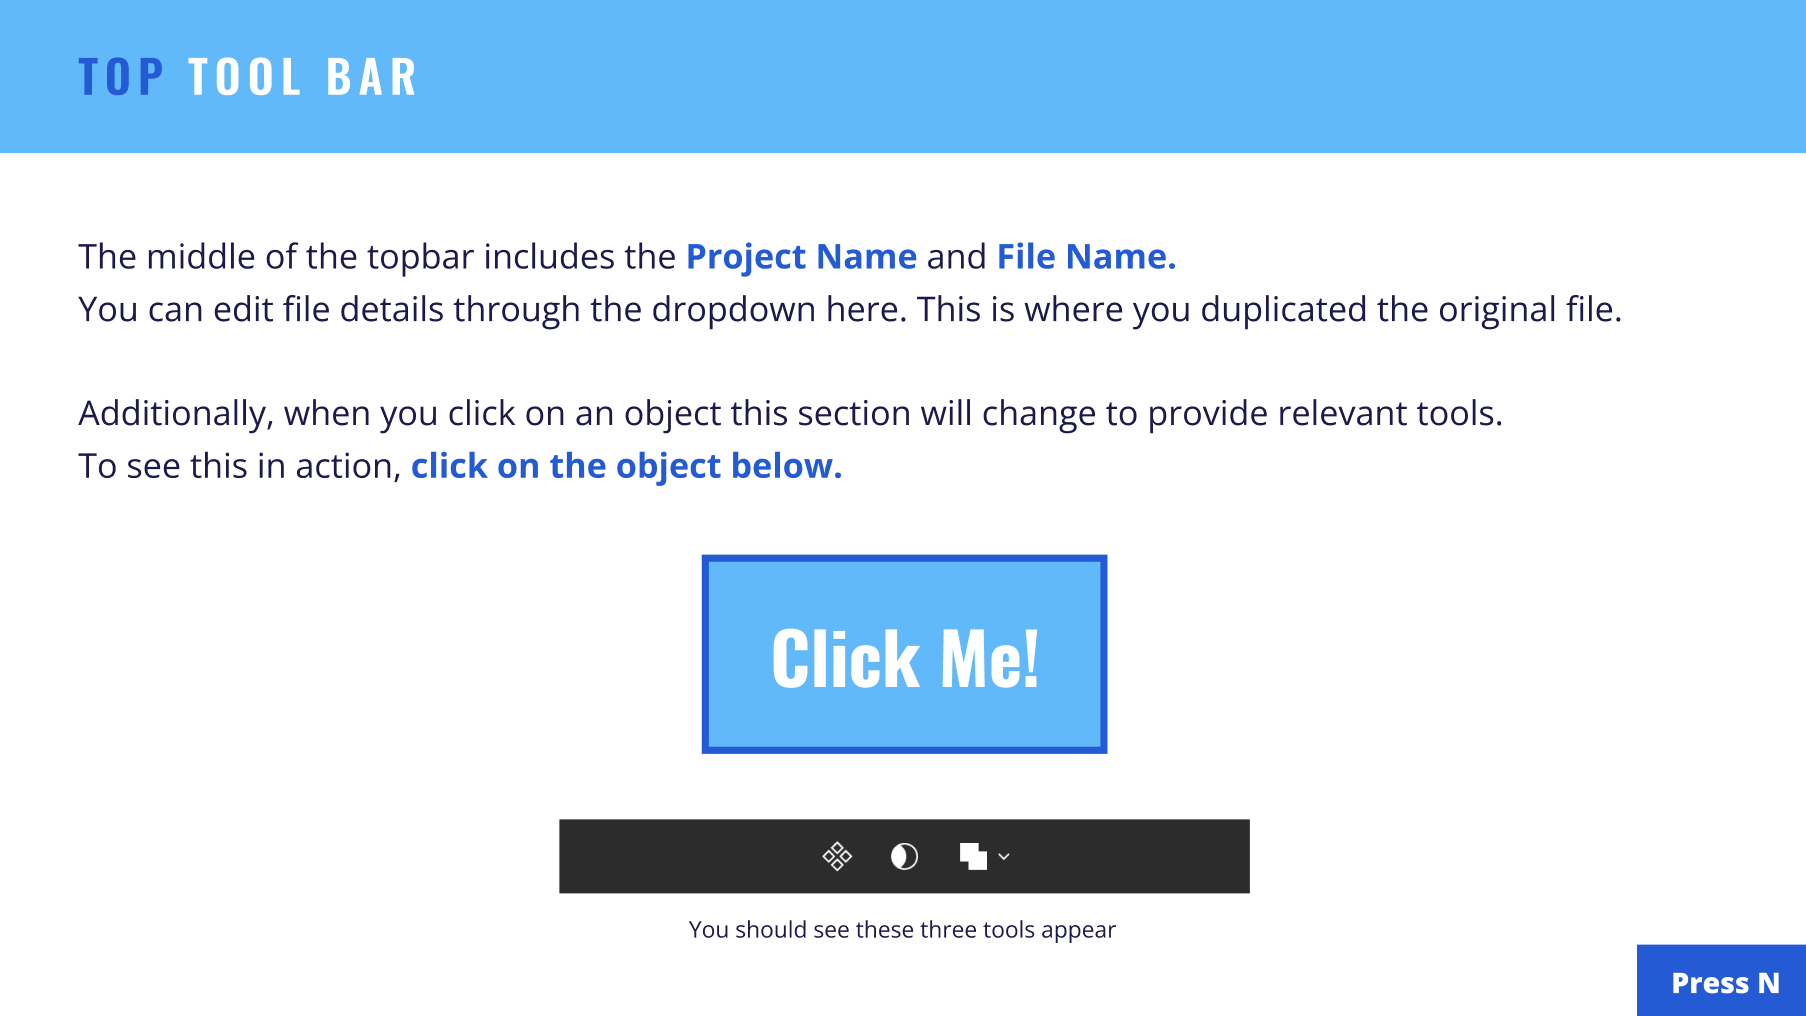 TOP TOOL BAR
The middle of the topbar includes the Project Name and File Name.
You can edit file details through the dropdown here. This is where you duplicated the original file.
Additionally, when you click on an object this section will change to provide relevant tools.
To see this in action, click on the object below.
Click Me!
You should see these three tools appear
Press N